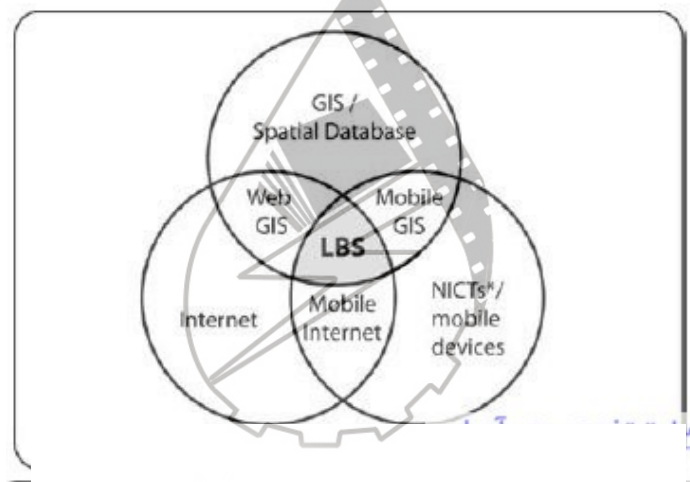 GIS /
Spatial Database
Web
GIS
Mobile
GIS
LBS
Internet
Mobile
Internet
NICTs*/
mobile
devices